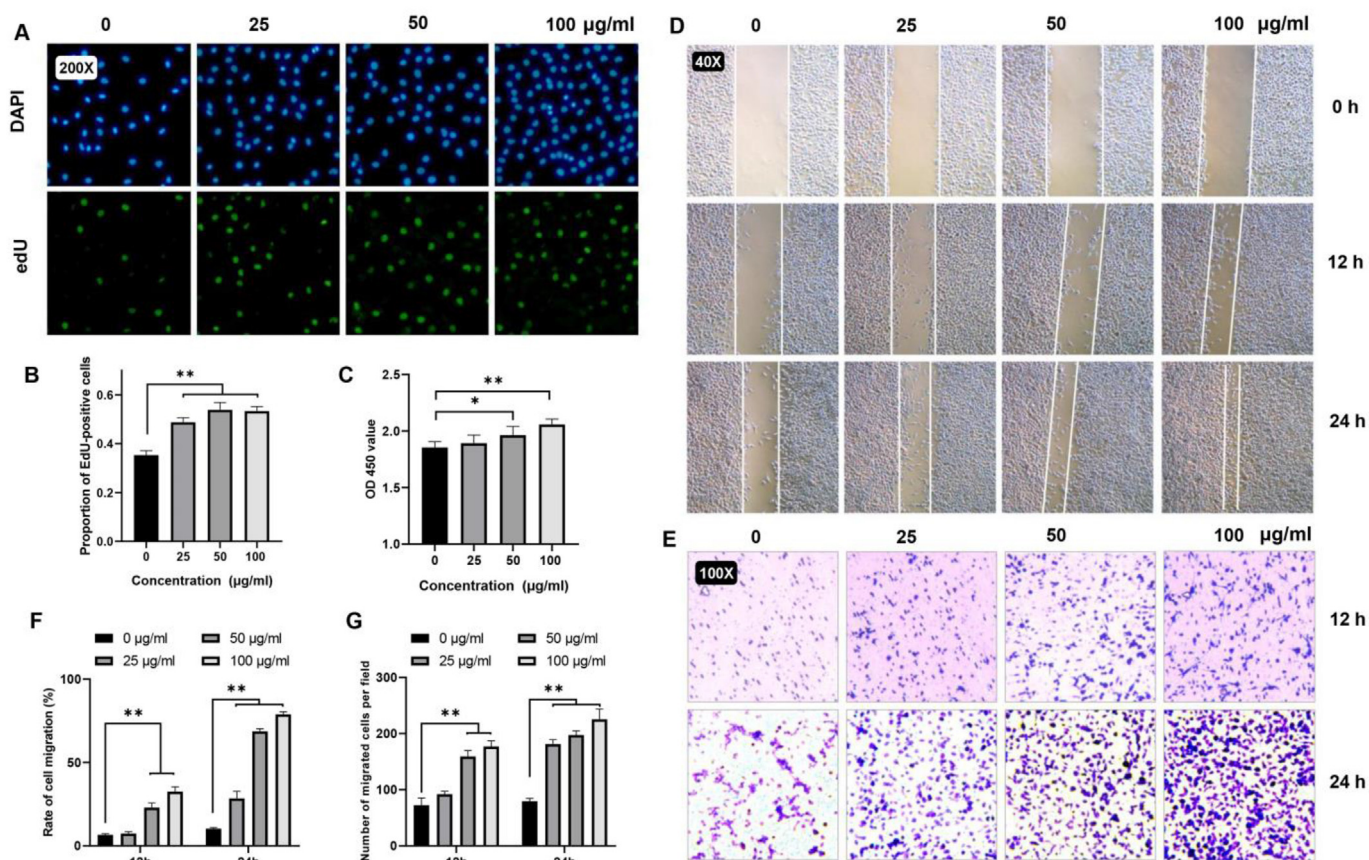 A
0 25 50 100 μg/ml
200X
DAPI
edU
B
Proportion of EdU-positive cells
**
0.6
0.4
0.2
0.0
0 25 50 100
Concentration (μg/ml)
C
OD 450 value
**
*
2.5
2.0
1.5
1.0
0 25 50 100
Concentration (μg/ml)
F
0 μg/ml 50 μg/ml
25 μg/ml 100 μg/ml
Rate of cell migration (%)
** **
100
50
0
24h
G
0 μg/ml 50 μg/ml
25 μg/ml 100 μg/ml
Number of migrated cells per field
** **
300
200
100
0
24h
D
0 25 50 100 μg/ml
40X
0 h
12 h
24 h
E
0 25 50 100 μg/ml
100X
12 h
24 h